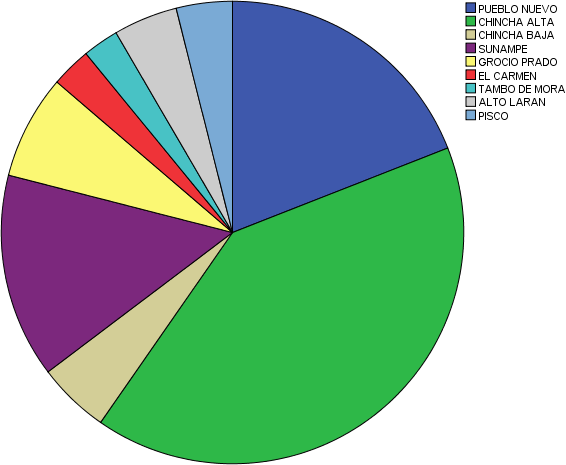 PUEBLO NUEVO
CHINCHA ALTA
CHINCHA BAJA
SUNAMPE
GROCIO PRADO
EL CARMEN
TAMBO DE MORA
ALTO LARAN
PISCO